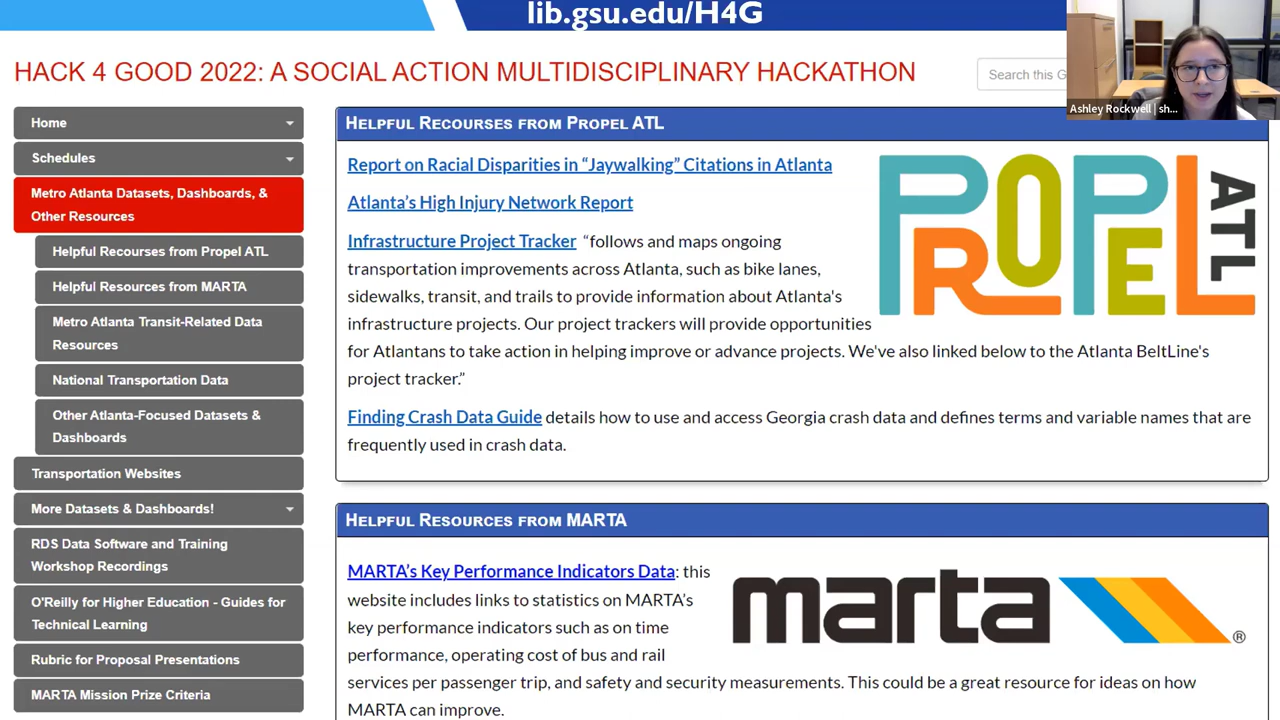 lib.gsu.edu/H4G
HACK 4 GOOD 2022: A SOCIAL ACTION MULTIDISCIPLINARY HACKATHON
Search this G
Ashley Rockwell | sh...
Home
Schedules
Metro Atlanta Datasets, Dashboards, &
Other Resources
Helpful Recourses from Propel ATL
Helpful Resources from MARTA
Metro Atlanta Transit-Related Data
Resources
National Transportation Data
Other Atlanta-Focused Datasets &
Dashboards
Transportation Websites
More Datasets & Dashboards!
RDS Data Software and Training
Workshop Recordings
O'Reilly for Higher Education - Guides for
Technical Learning
Rubric for Proposal Presentations
MARTA Mission Prize Criteria
HELPFUL RECOURSES FROM PROPEL ATL
Report on Racial Disparities in “Jaywalking” Citations in Atlanta
Atlanta’s High Injury Network Report
Infrastructure Project Tracker “follows and maps ongoing
transportation improvements across Atlanta, such as bike lanes,
sidewalks, transit, and trails to provide information about Atlanta's
infrastructure projects. Our project trackers will provide opportunities
for Atlantans to take action in helping improve or advance projects. We've also linked below to the Atlanta BeltLine's
project tracker.”
Finding Crash Data Guide details how to use and access Georgia crash data and defines terms and variable names that are
frequently used in crash data.
PROPEL ATL
HELPFUL RESOURCES FROM MARTA
MARTA’s Key Performance Indicators Data: this
website includes links to statistics on MARTA’s
key performance indicators such as on time
performance, operating cost of bus and rail
services per passenger trip, and safety and security measurements. This could be a great resource for ideas on how
MARTA can improve.
marta ®